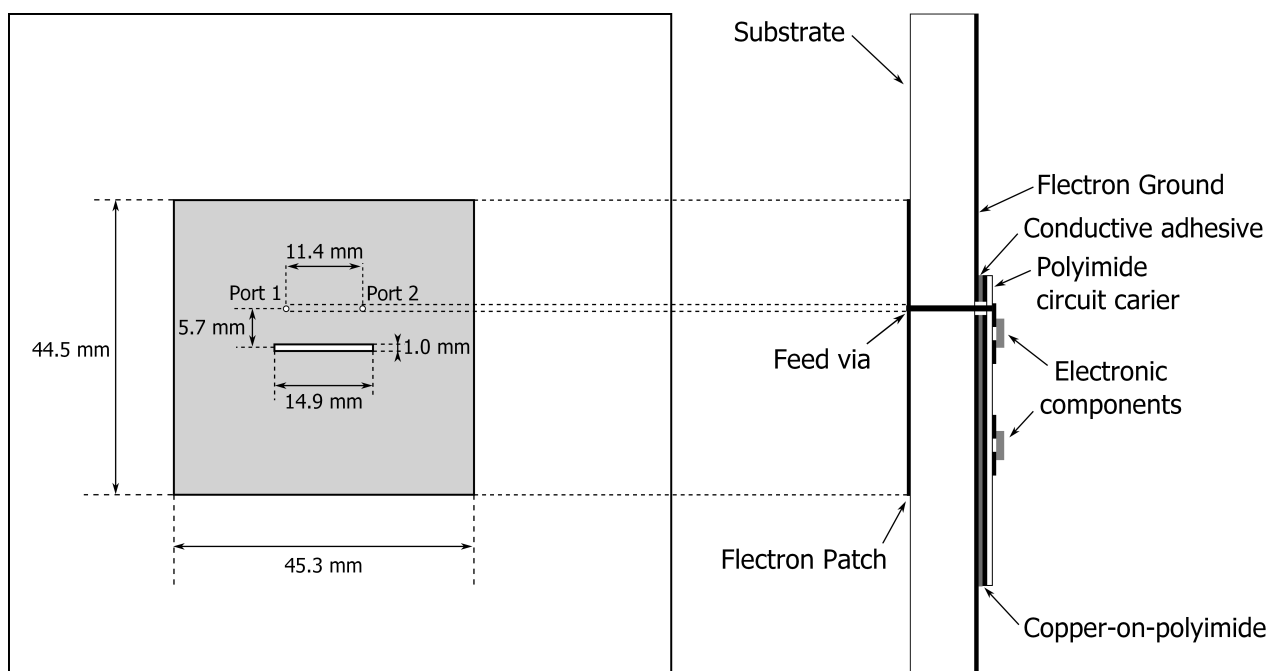 Substrate
Flectron Ground
Conductive adhesive
11.4 mm
Polyimide
circuit carier
Port 1
Port 2
5.7 mm
44.5 mm
1.0 mm
Feed via
Electronic
components
14.9 mm
Flectron Patch
45.3 mm
Copper-on-polyimide